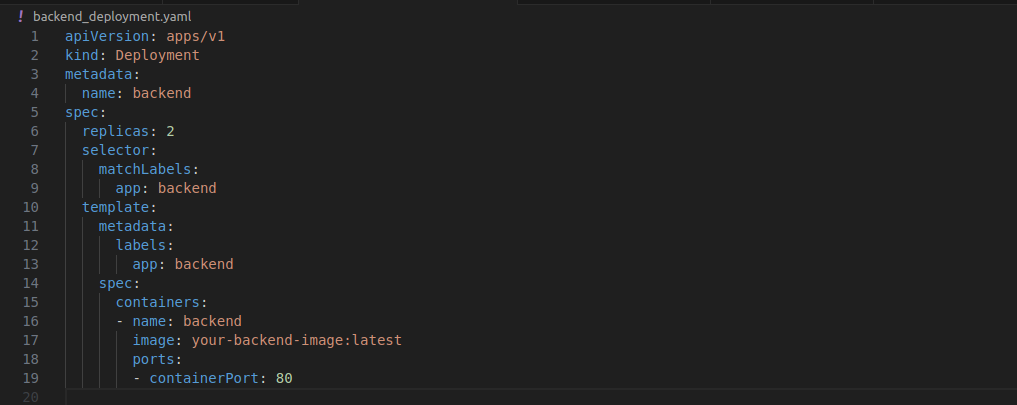 ! backend_deployment.yaml
1 apiVersion: apps/v1
2 kind: Deployment
3 metadata:
4   name: backend
5 spec:
6   replicas: 2
7   selector:
8     matchLabels:
9       app: backend
10   template:
11     metadata:
12       labels:
13         app: backend
14     spec:
15       containers:
16       - name: backend
17         image: your-backend-image:latest
18         ports:
19         - containerPort: 80
20